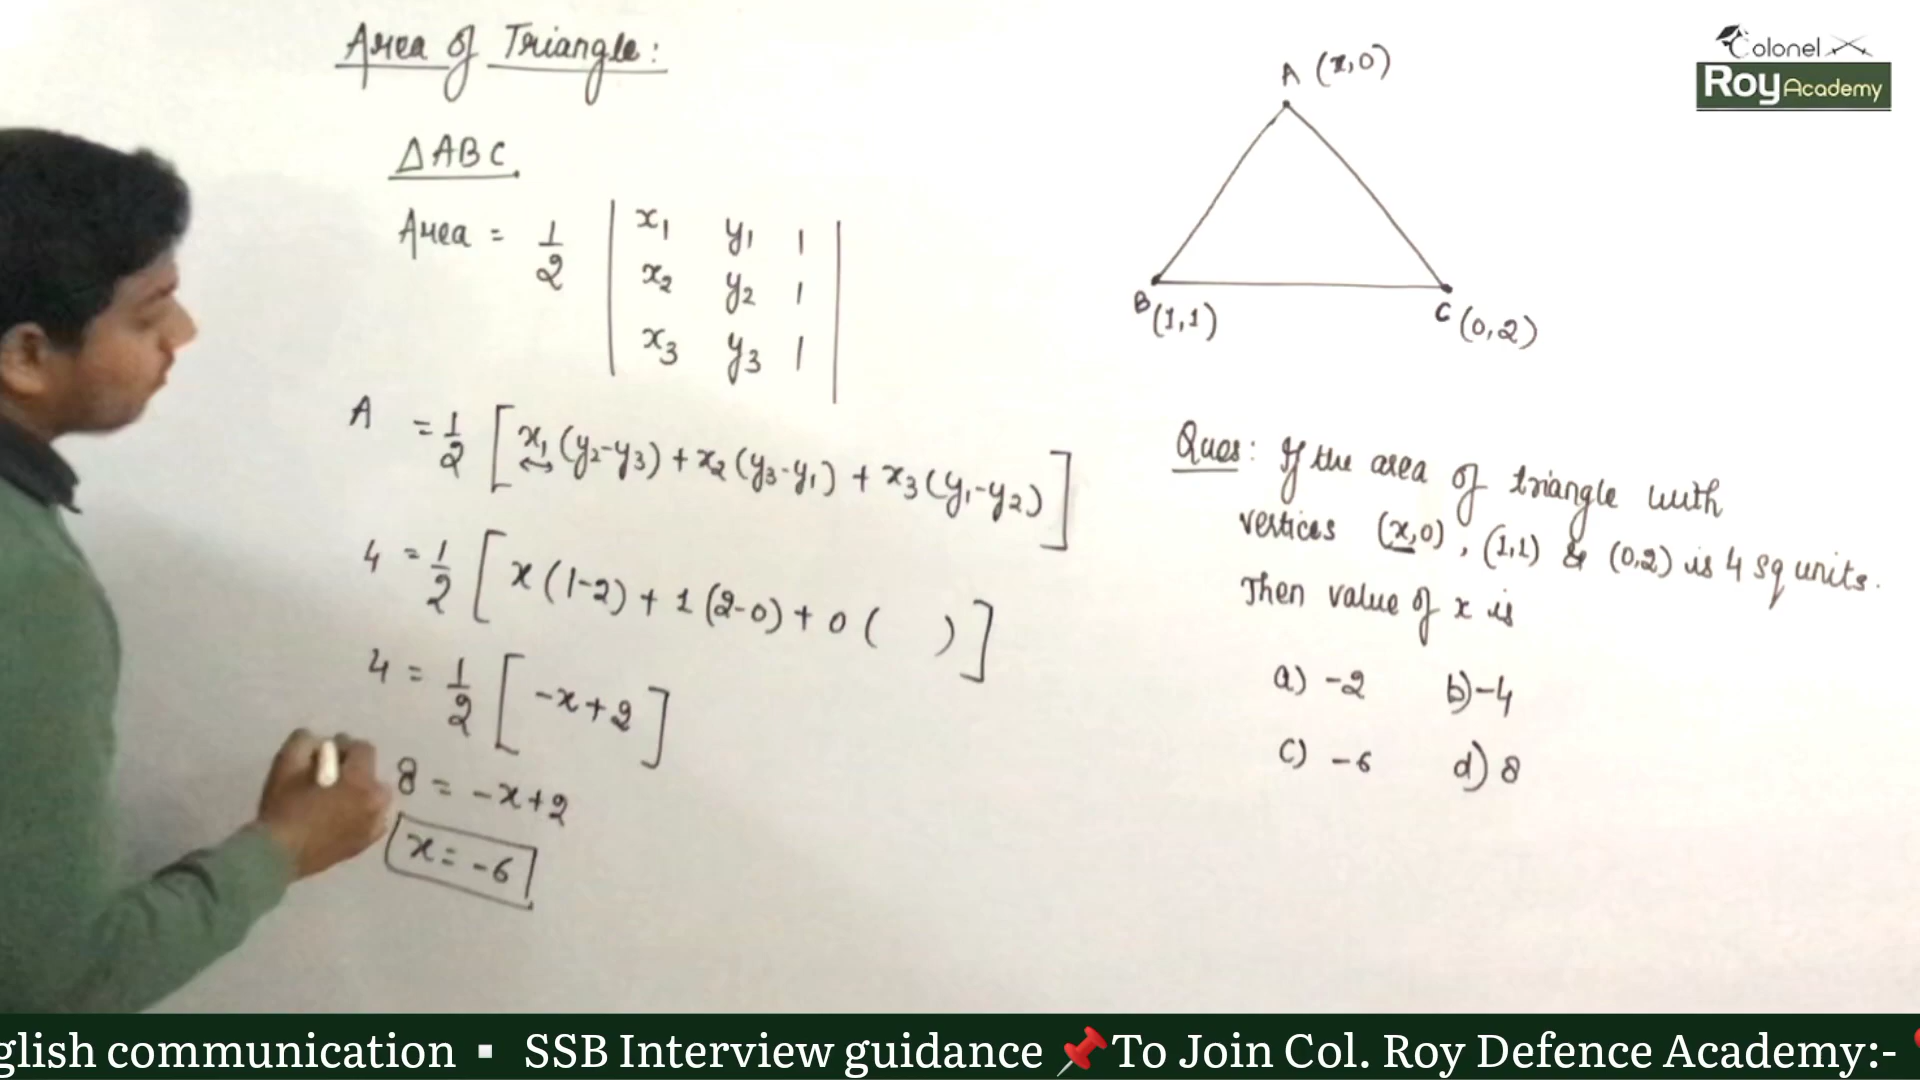 Area of Triangle:
△ABC
Area = 1/2 | x₁ y₁ 1 |
| x₂ y₂ 1 |
| x₃ y₃ 1 |
A = 1/2 [x₁(y₂-y₃) + x₂(y₃-y₁) + x₃(y₁-y₂)]
4 = 1/2 [x(1-2) + 1(2-0) + 0( )]
4 = 1/2 [-x+2]
8 = -x+2
x = -6
A (x,0)
B(1,1)
C (0,2)
Ques: If the area of triangle with
vertices (x,0), (1,1) & (0,2) is 4 sq units.
Then value of x is
a) -2 b) -4
c) -6 d) 8
Colonel
Roy Academy
glish communication ▪ SSB Interview guidance 📌To Join Col. Roy Defence Academy:-